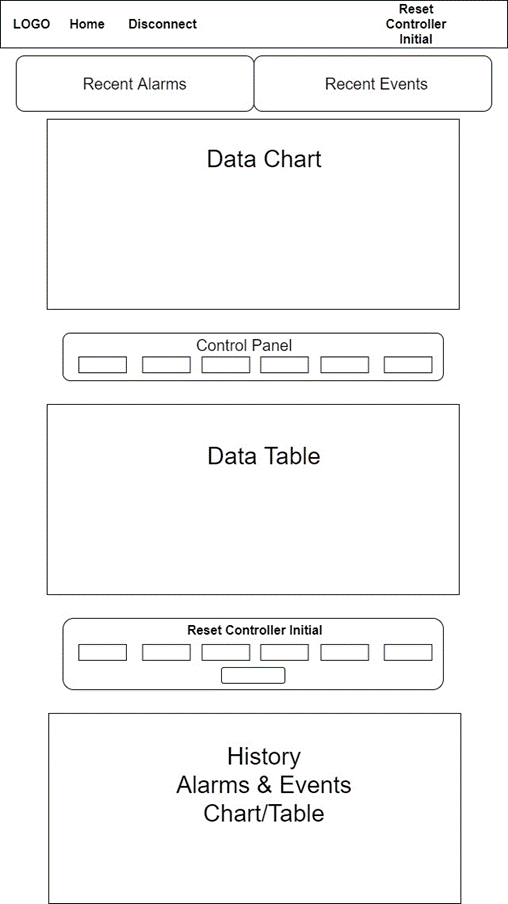 LOGO Home Disconnect
Reset
Controller
Initial
Recent Alarms
Recent Events
Data Chart
Control Panel
Data Table
Reset Controller Initial
History
Alarms & Events
Chart/Table